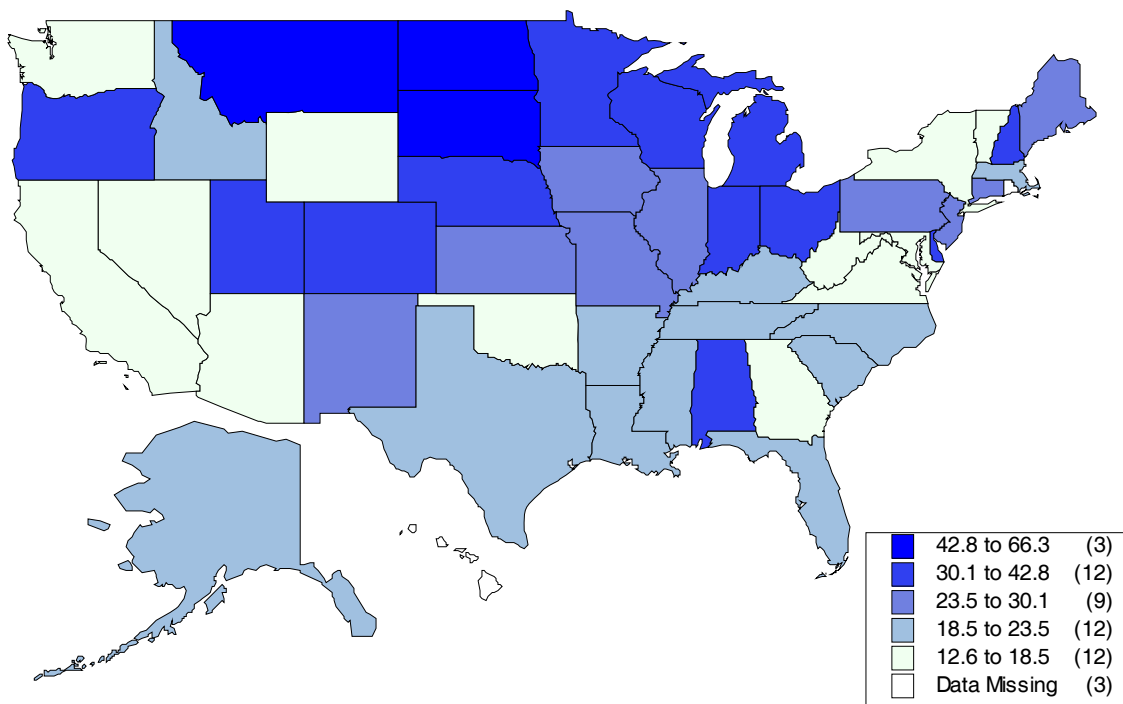 42.8 to 66.3 (3)
30.1 to 42.8 (12)
23.5 to 30.1 (9)
18.5 to 23.5 (12)
12.6 to 18.5 (12)
Data Missing (3)